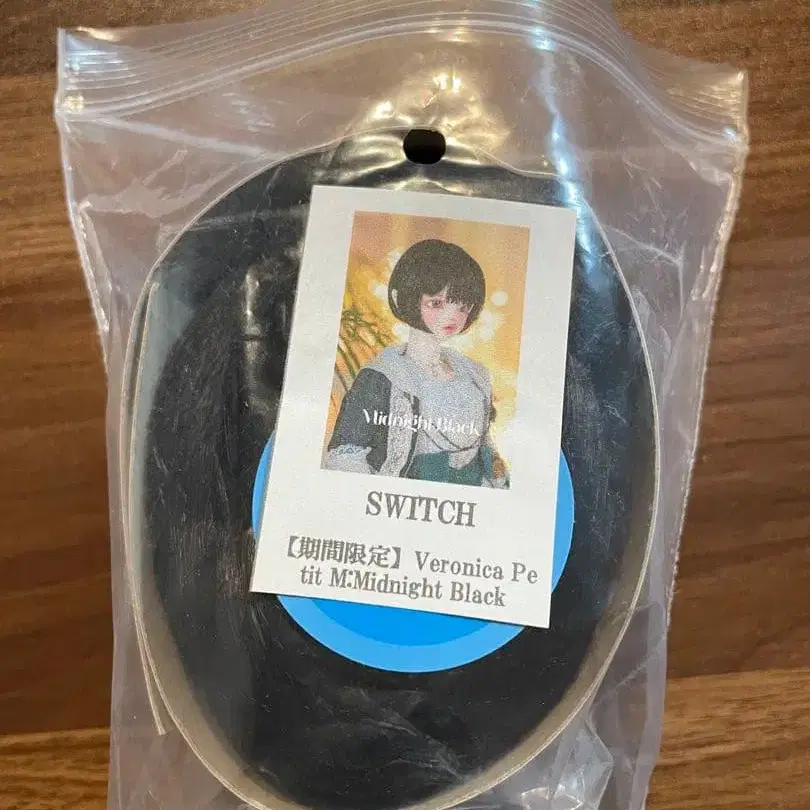 Midnight Black
SWITCH
【期間限定】Veronica Pe
tit M:Midnight Black